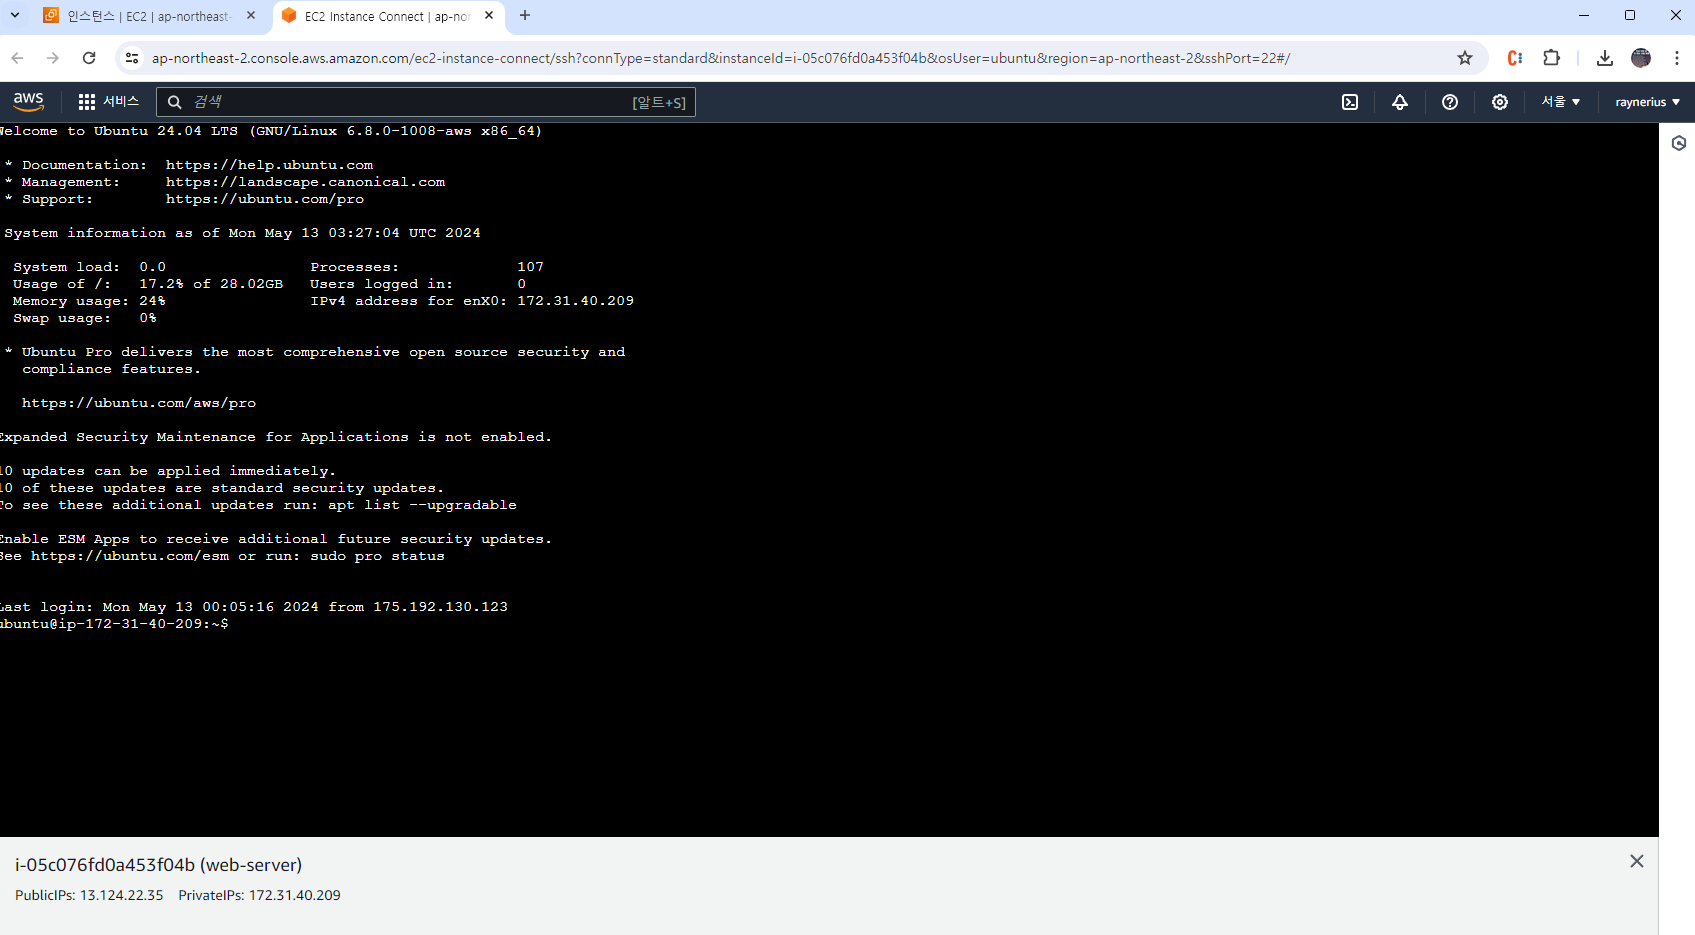 인스턴스 | EC2 | ap-northeast-
EC2 Instance Connect | ap-nor
ap-northeast-2.console.aws.amazon.com/ec2-instance-connect/ssh?connType=standard&instanceId=i-05c076fd0a453f04b&osUser=ubuntu&region=ap-northeast-2&sshPort=22#/
aws 서비스 검색 [알트+S] 서울 raynerius
Welcome to Ubuntu 24.04 LTS (GNU/Linux 6.8.0-1008-aws x86_64)
* Documentation: https://help.ubuntu.com
* Management: https://landscape.canonical.com
* Support: https://ubuntu.com/pro
System information as of Mon May 13 03:27:04 UTC 2024
System load: 0.0 Processes: 107
Usage of /: 17.2% of 28.02GB Users logged in: 0
Memory usage: 24% IPv4 address for enX0: 172.31.40.209
Swap usage: 0%
* Ubuntu Pro delivers the most comprehensive open source security and
compliance features.
https://ubuntu.com/aws/pro
Expanded Security Maintenance for Applications is not enabled.
10 updates can be applied immediately.
10 of these updates are standard security updates.
To see these additional updates run: apt list --upgradable
Enable ESM Apps to receive additional future security updates.
See https://ubuntu.com/esm or run: sudo pro status
Last login: Mon May 13 00:05:16 2024 from 175.192.130.123
ubuntu@ip-172-31-40-209:~$
i-05c076fd0a453f04b (web-server)
PublicIPs: 13.124.22.35 PrivateIPs: 172.31.40.209